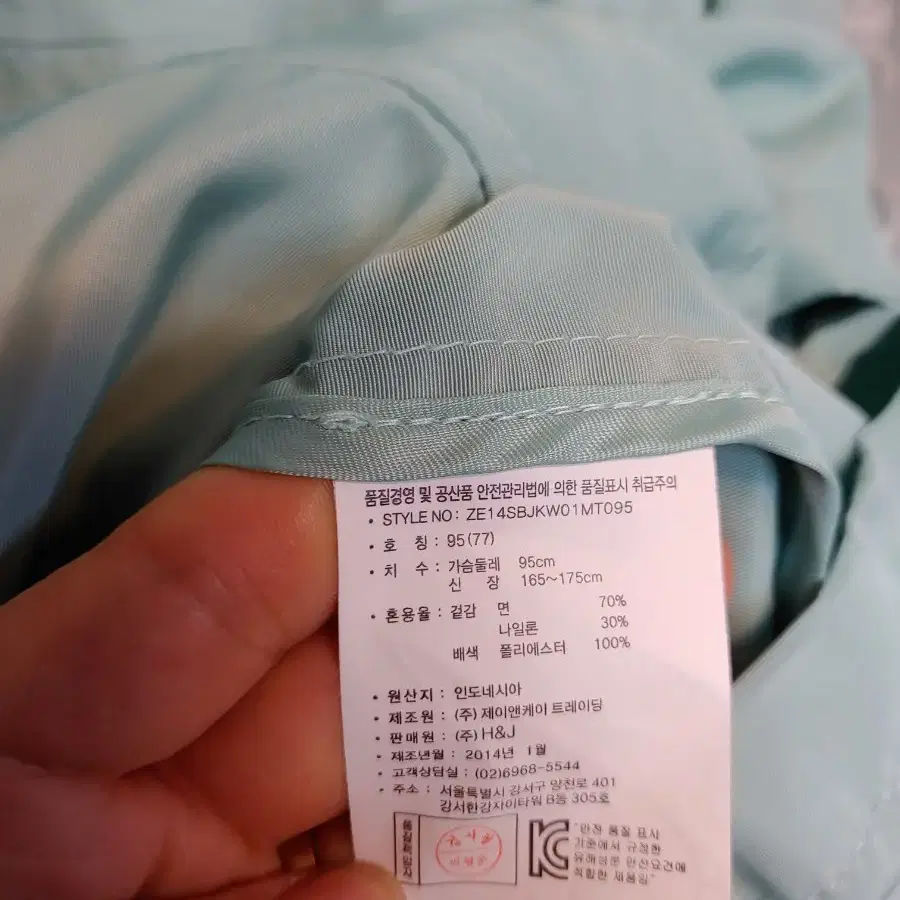 품질경영 및 공산품 안전관리법에 의한 품질표시 취급주의
• STYLE NO : ZE14SBJKW01MT095
• 호 칭 : 95(77)
• 치 수 : 가슴둘레 95cm
신 장 165~175cm
• 혼용율 : 겉감 면 70%
나일론 30%
배색 폴리에스터 100%
• 원산지 : 인도네시아
• 제조원 : (주) 제이앤케이 트레이딩
• 판매원 : (주) H&J
• 제조년월 : 2014년 1월
• 고객상담실 : (02)6968-5544
• 주소 : 서울특별시 강서구 양천로 401
강서한강자이타워 B동 305호
"안전 품질 표시
기준에서 규정한
유해성분 안전요건에
적합한 제품임"